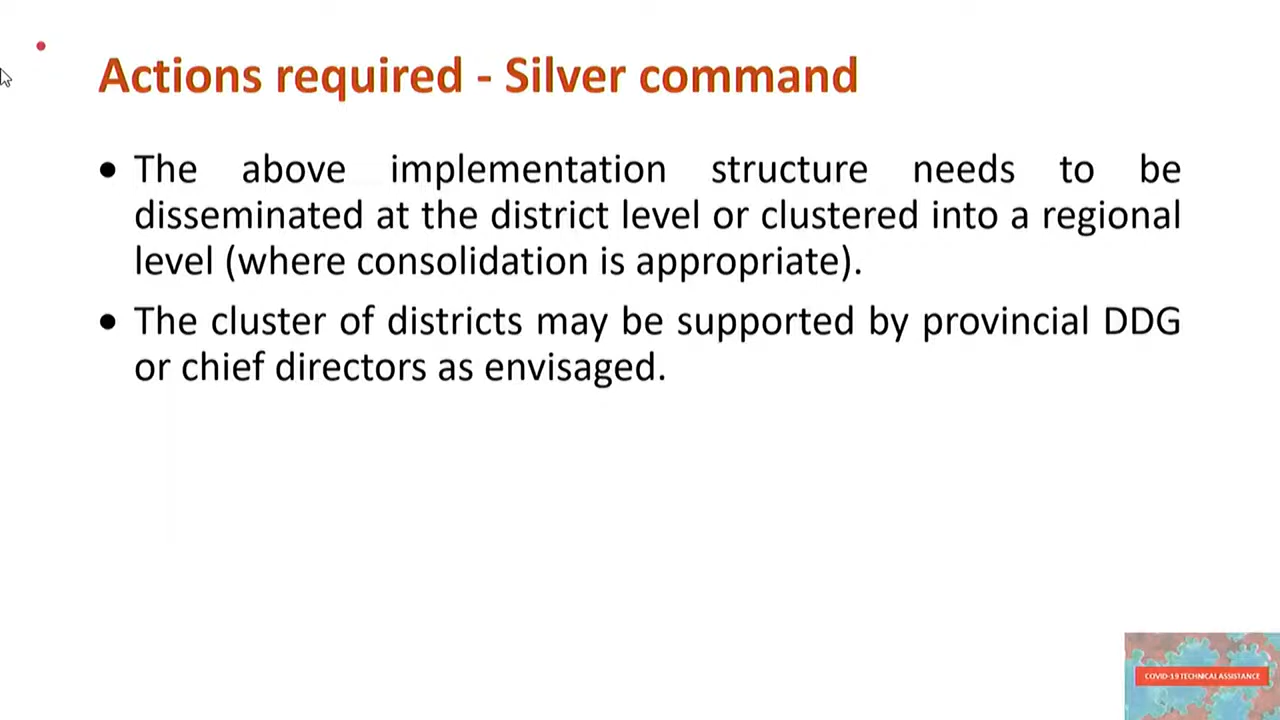 Actions required - Silver command
• The above implementation structure needs to be
disseminated at the district level or clustered into a regional
level (where consolidation is appropriate).
• The cluster of districts may be supported by provincial DDG
or chief directors as envisaged.
COVID-19 TECHNICAL ASSISTANCE